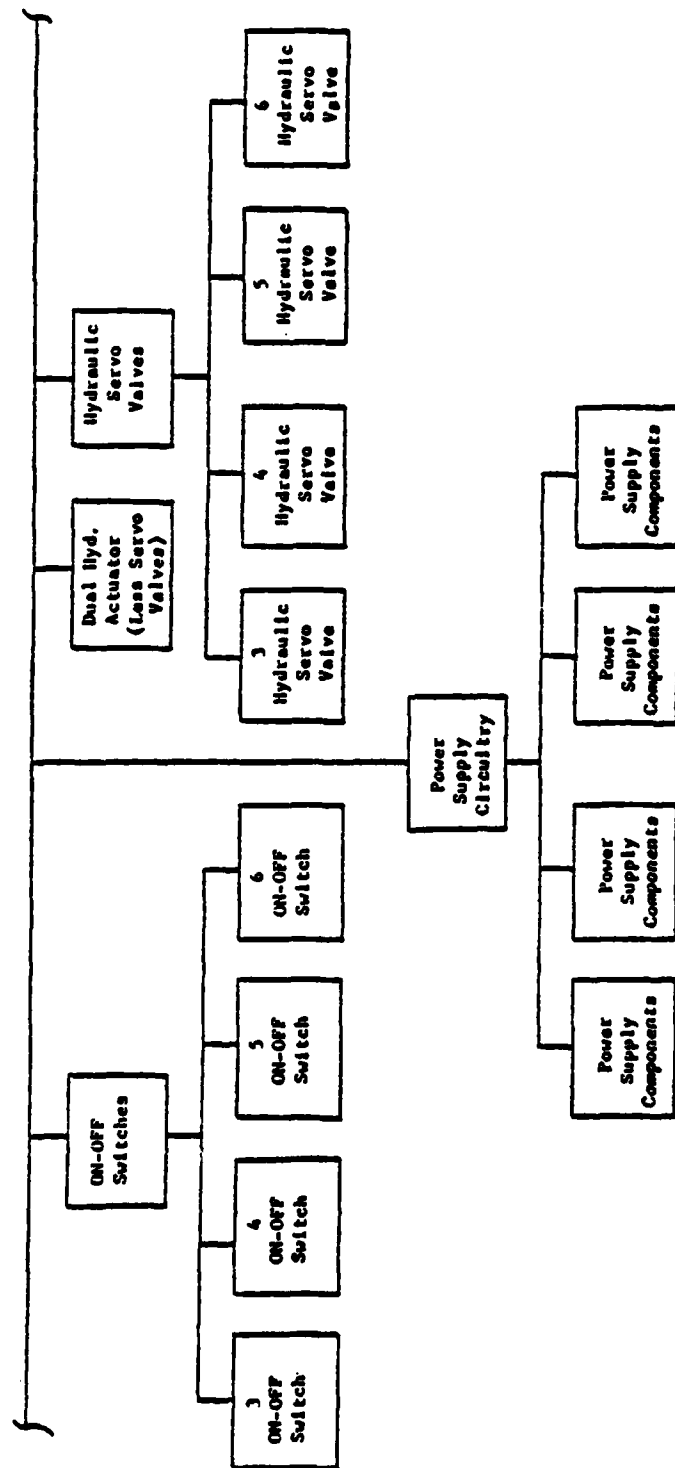 ON-OFF
Switches
3
ON-OFF
Switch
4
ON-OFF
Switch
5
ON-OFF
Switch
6
ON-OFF
Switch
Dual Hyd.
Actuator
(Less Servo
Valves)
Hydraulic
Servo
Valves
3
Hydraulic
Servo
Valve
4
Hydraulic
Servo
Valve
5
Hydraulic
Servo
Valve
6
Hydraulic
Servo
Valve
Power
Supply
Circuitry
Power
Supply
Components
Power
Supply
Components
Power
Supply
Components
Power
Supply
Components